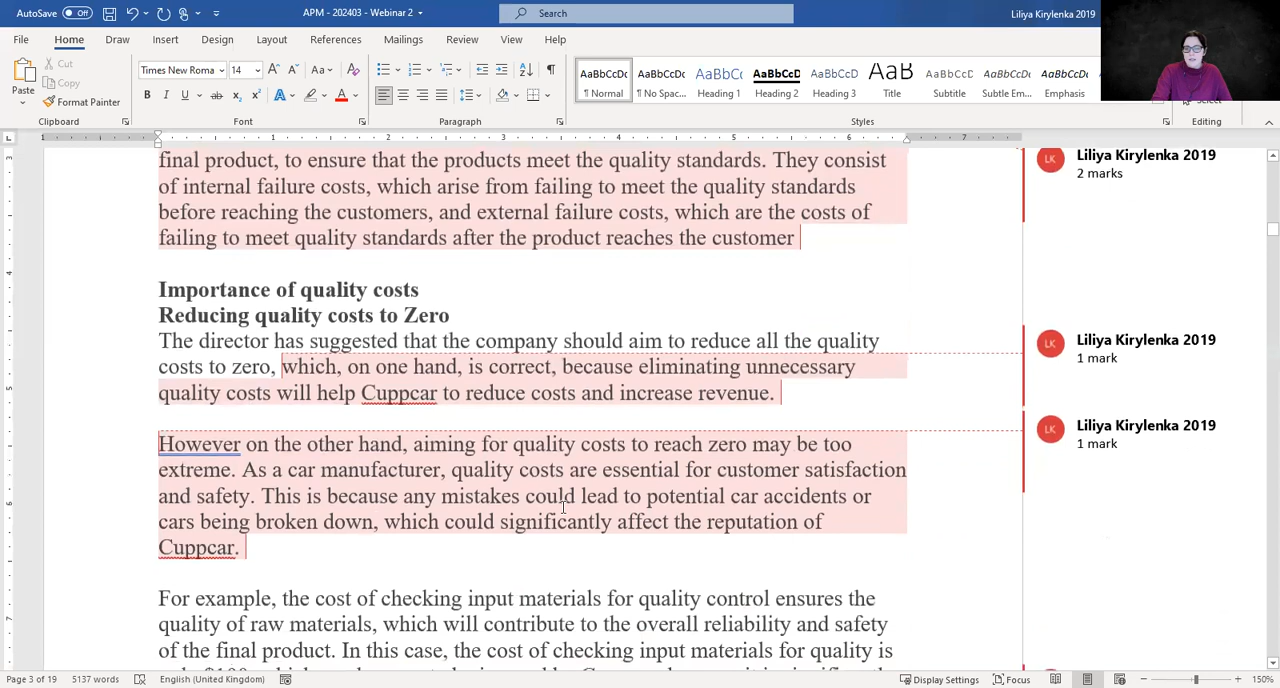 AutoSave Off APM - 202403 - Webinar 2 Search Liliya Kirylenka 2019
File Home Draw Insert Design Layout References Mailings Review View Help
Paste Cut Copy Format Painter Times New Roma 14 Aa AaBbCcDc AaBbCcDc AaBbCc AaBbCcD AaBbCcD AaB AaBbCcD AaBbCcDc AaBbCcDc
¶ Normal ¶ No Spac... Heading 1 Heading 2 Heading 3 Title Subtitle Subtle Em... Emphasis Select
Clipboard Font Paragraph Styles Editing
1 1 2 3 4 5 6 7
final product, to ensure that the products meet the quality standards. They consist
of internal failure costs, which arise from failing to meet the quality standards
before reaching the customers, and external failure costs, which are the costs of
failing to meet quality standards after the product reaches the customer
Liliya Kirylenka 2019
2 marks
Importance of quality costs
Reducing quality costs to Zero
The director has suggested that the company should aim to reduce all the quality
costs to zero, which, on one hand, is correct, because eliminating unnecessary
quality costs will help Cuppcar to reduce costs and increase revenue.
LK Liliya Kirylenka 2019
1 mark
However on the other hand, aiming for quality costs to reach zero may be too
extreme. As a car manufacturer, quality costs are essential for customer satisfaction
and safety. This is because any mistakes could lead to potential car accidents or
cars being broken down, which could significantly affect the reputation of
Cuppcar.
LK Liliya Kirylenka 2019
1 mark
For example, the cost of checking input materials for quality control ensures the
quality of raw materials, which will contribute to the overall reliability and safety
of the final product. In this case, the cost of checking input materials for quality is
Page 3 of 19 5137 words English (United Kingdom) Display Settings Focus 150%